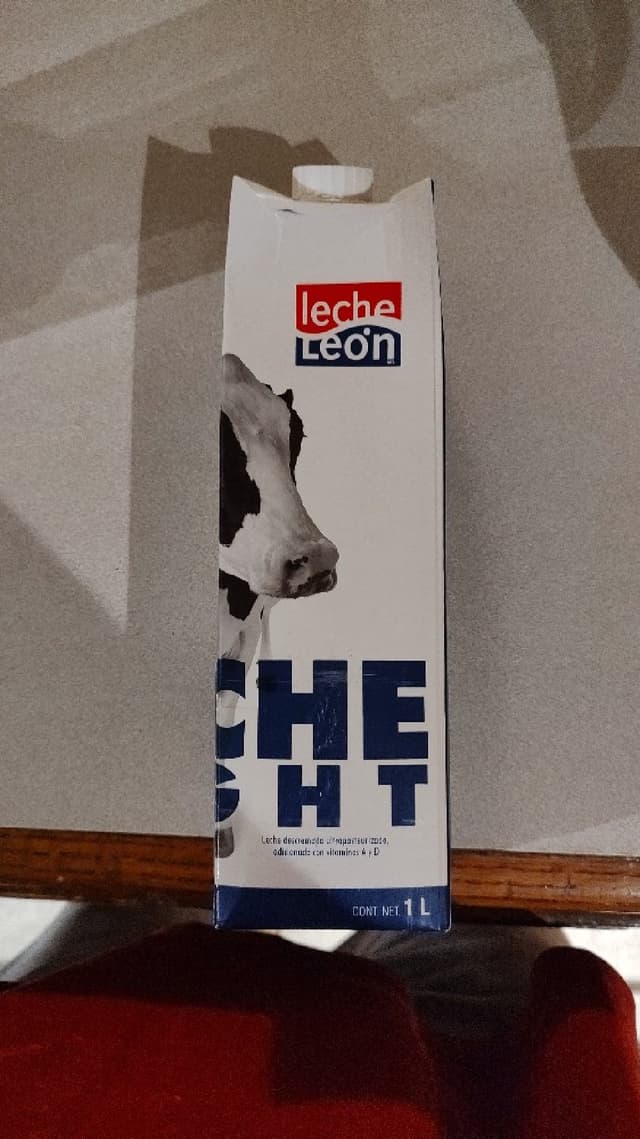 leche
León
CHE
GHT
Leche descremada ultrapasteurizada,
adicionada con vitaminas A y D
CONT. NET. 1 L